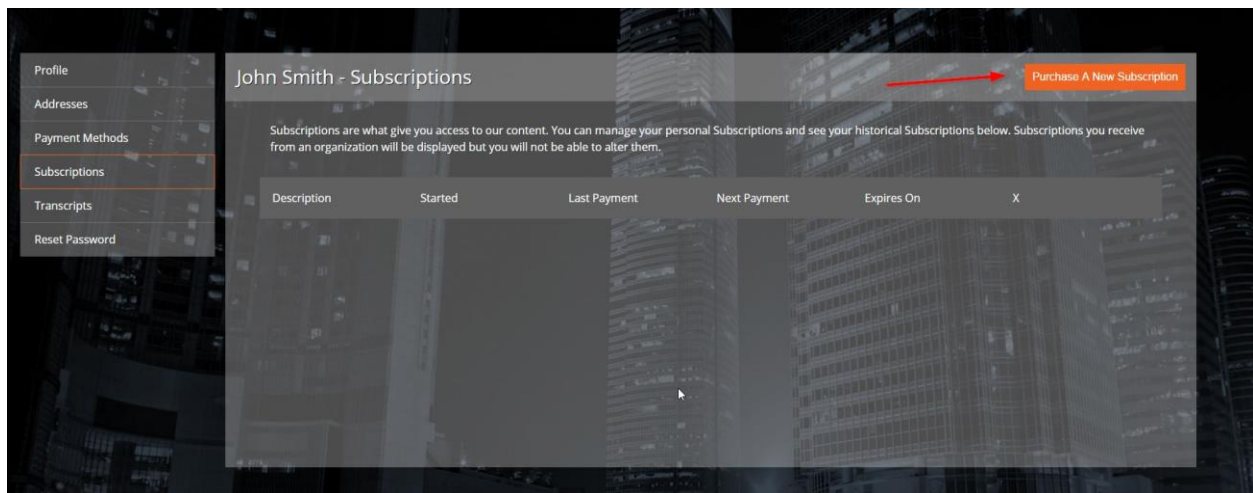 Profile
Addresses
Payment Methods
Subscriptions
Transcripts
Reset Password
John Smith - Subscriptions
Purchase A New Subscription
Subscriptions are what give you access to our content. You can manage your personal Subscriptions and see your historical Subscriptions below. Subscriptions you receive
from an organization will be displayed but you will not be able to alter them.
Description Started Last Payment Next Payment Expires On X